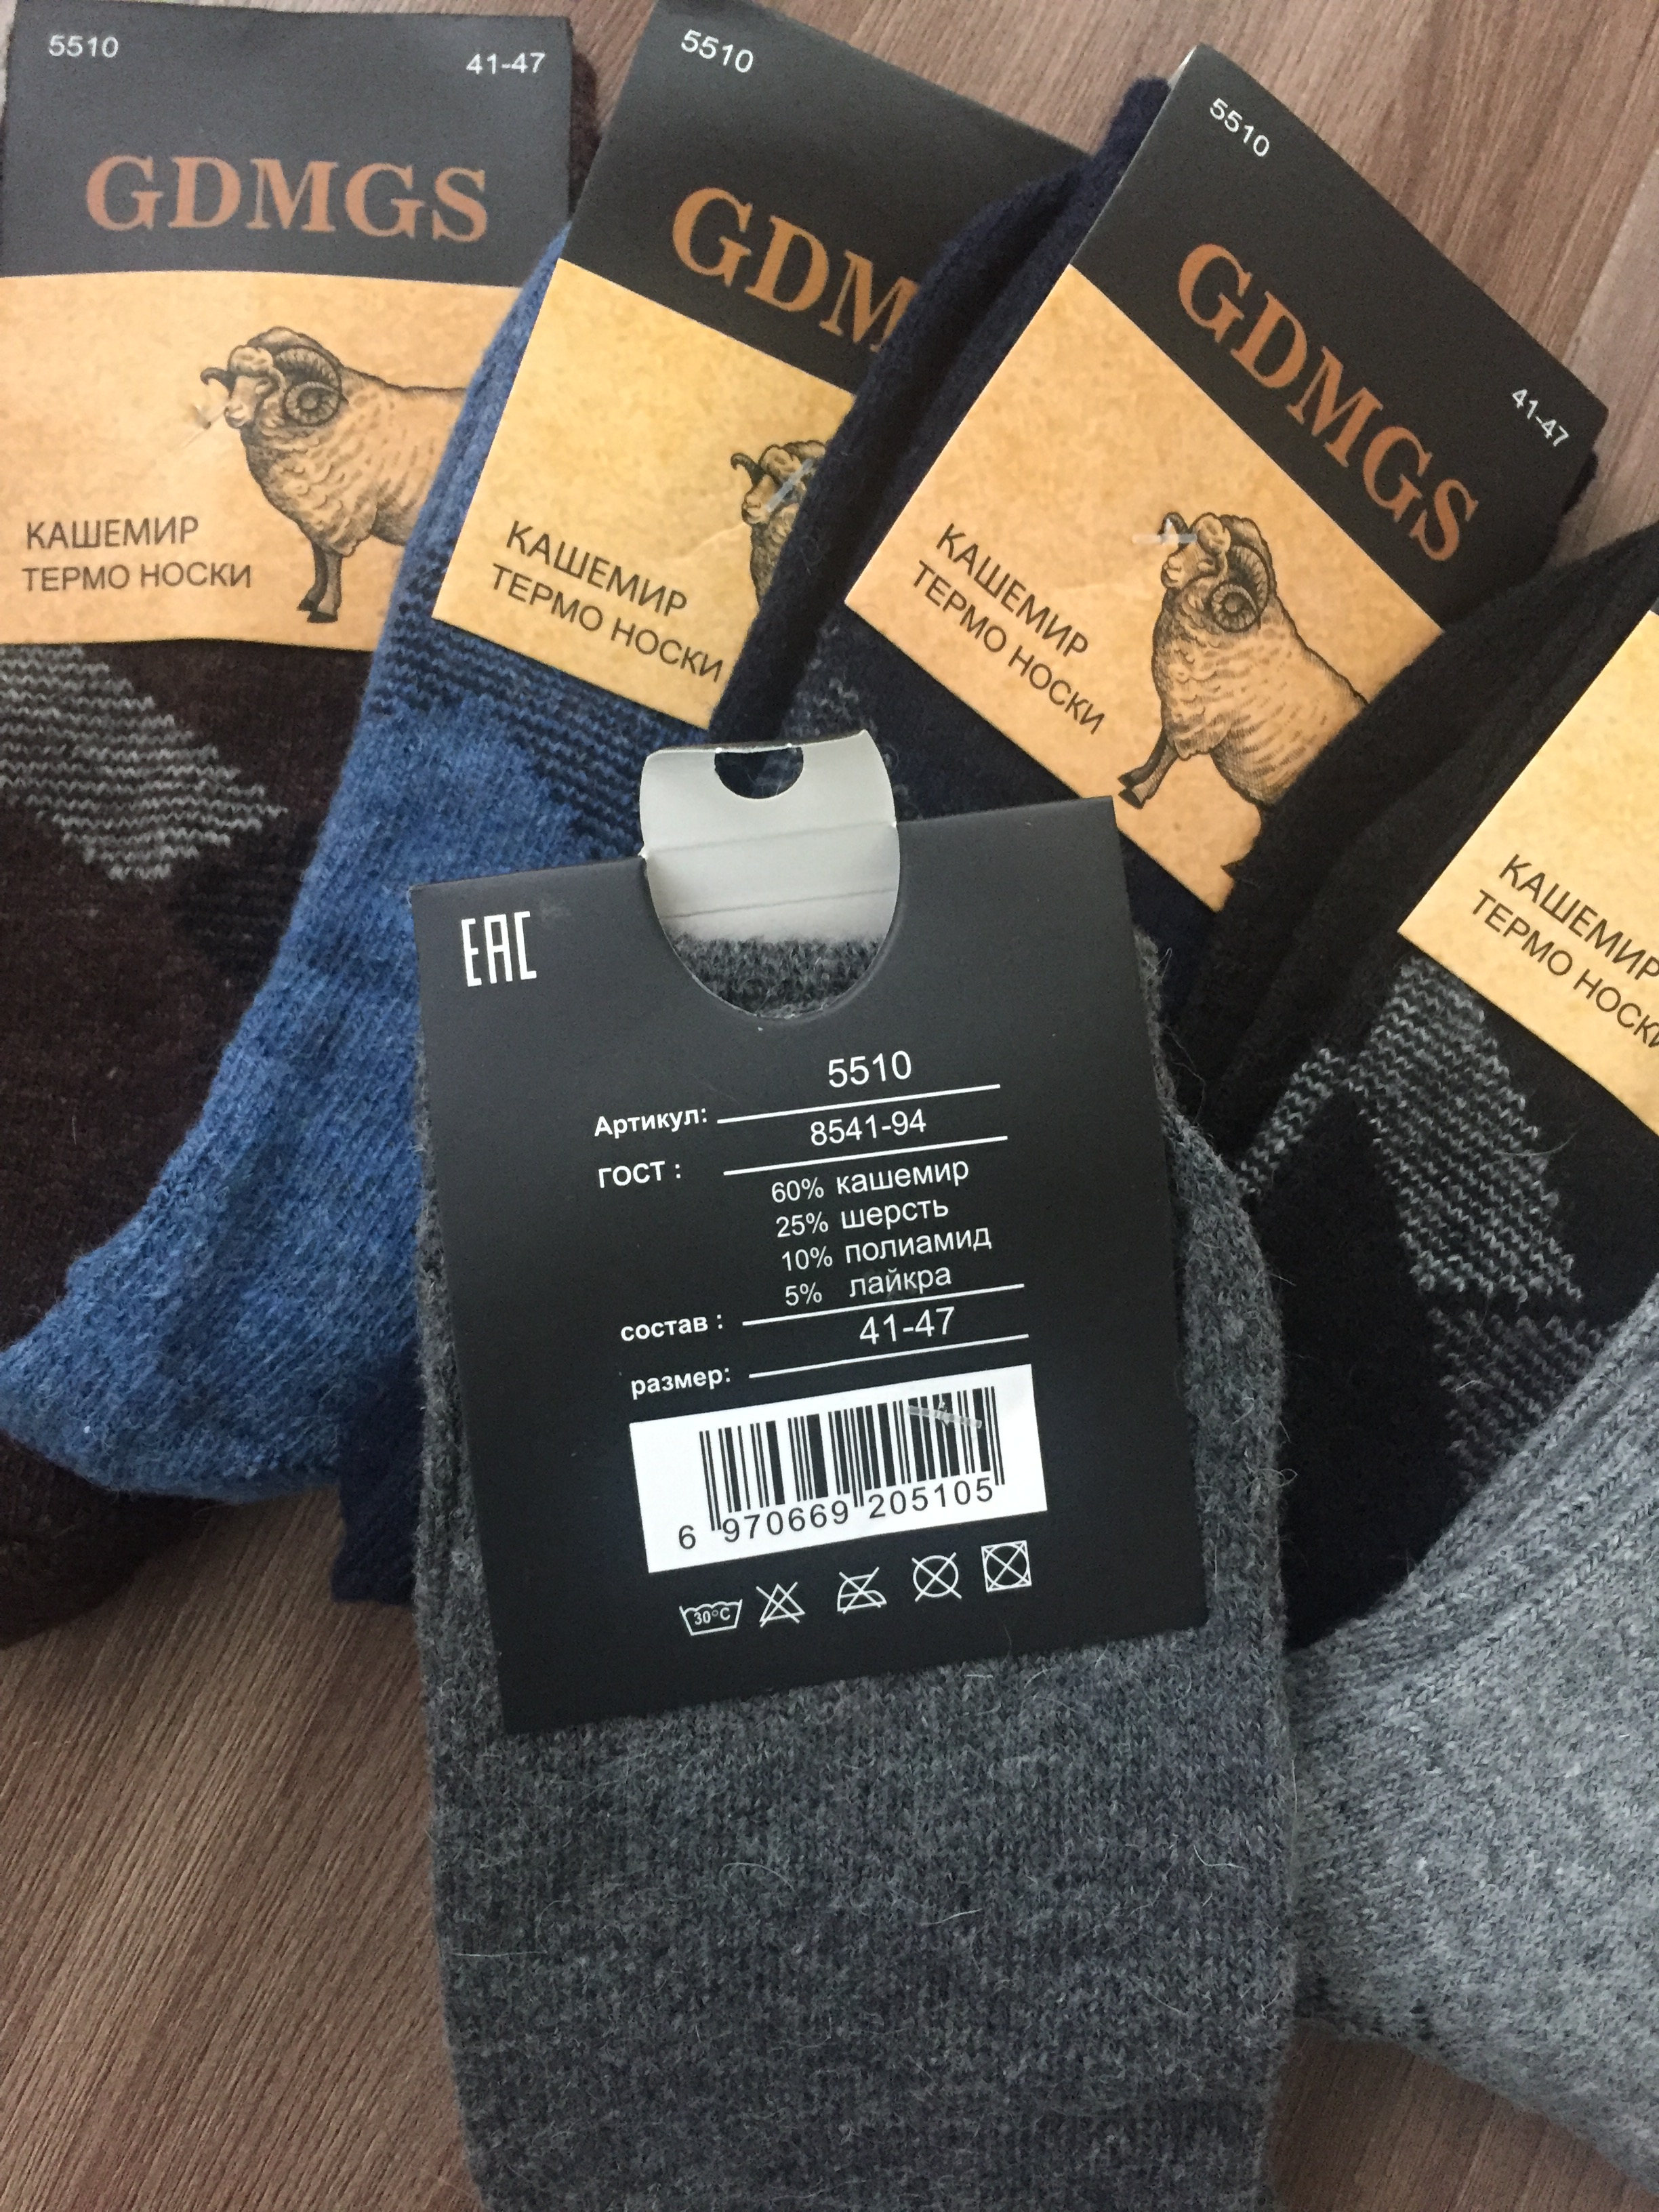 5510
41-47
GDMGS
КАШЕМИР
ТЕРМО НОСКИ
5510
GDM
КАШЕМИР
ТЕРМО НОСКИ
5510
41-47
GDMGS
КАШЕМИР
ТЕРМО НОСКИ
КАШЕМИР
ТЕРМО НОСКИ
EAC
Артикул: 5510
ГОСТ : 8541-94
60% кашемир
25% шерсть
10% полиамид
5% лайкра
состав :
размер: 41-47
6 970669 205105
30°C